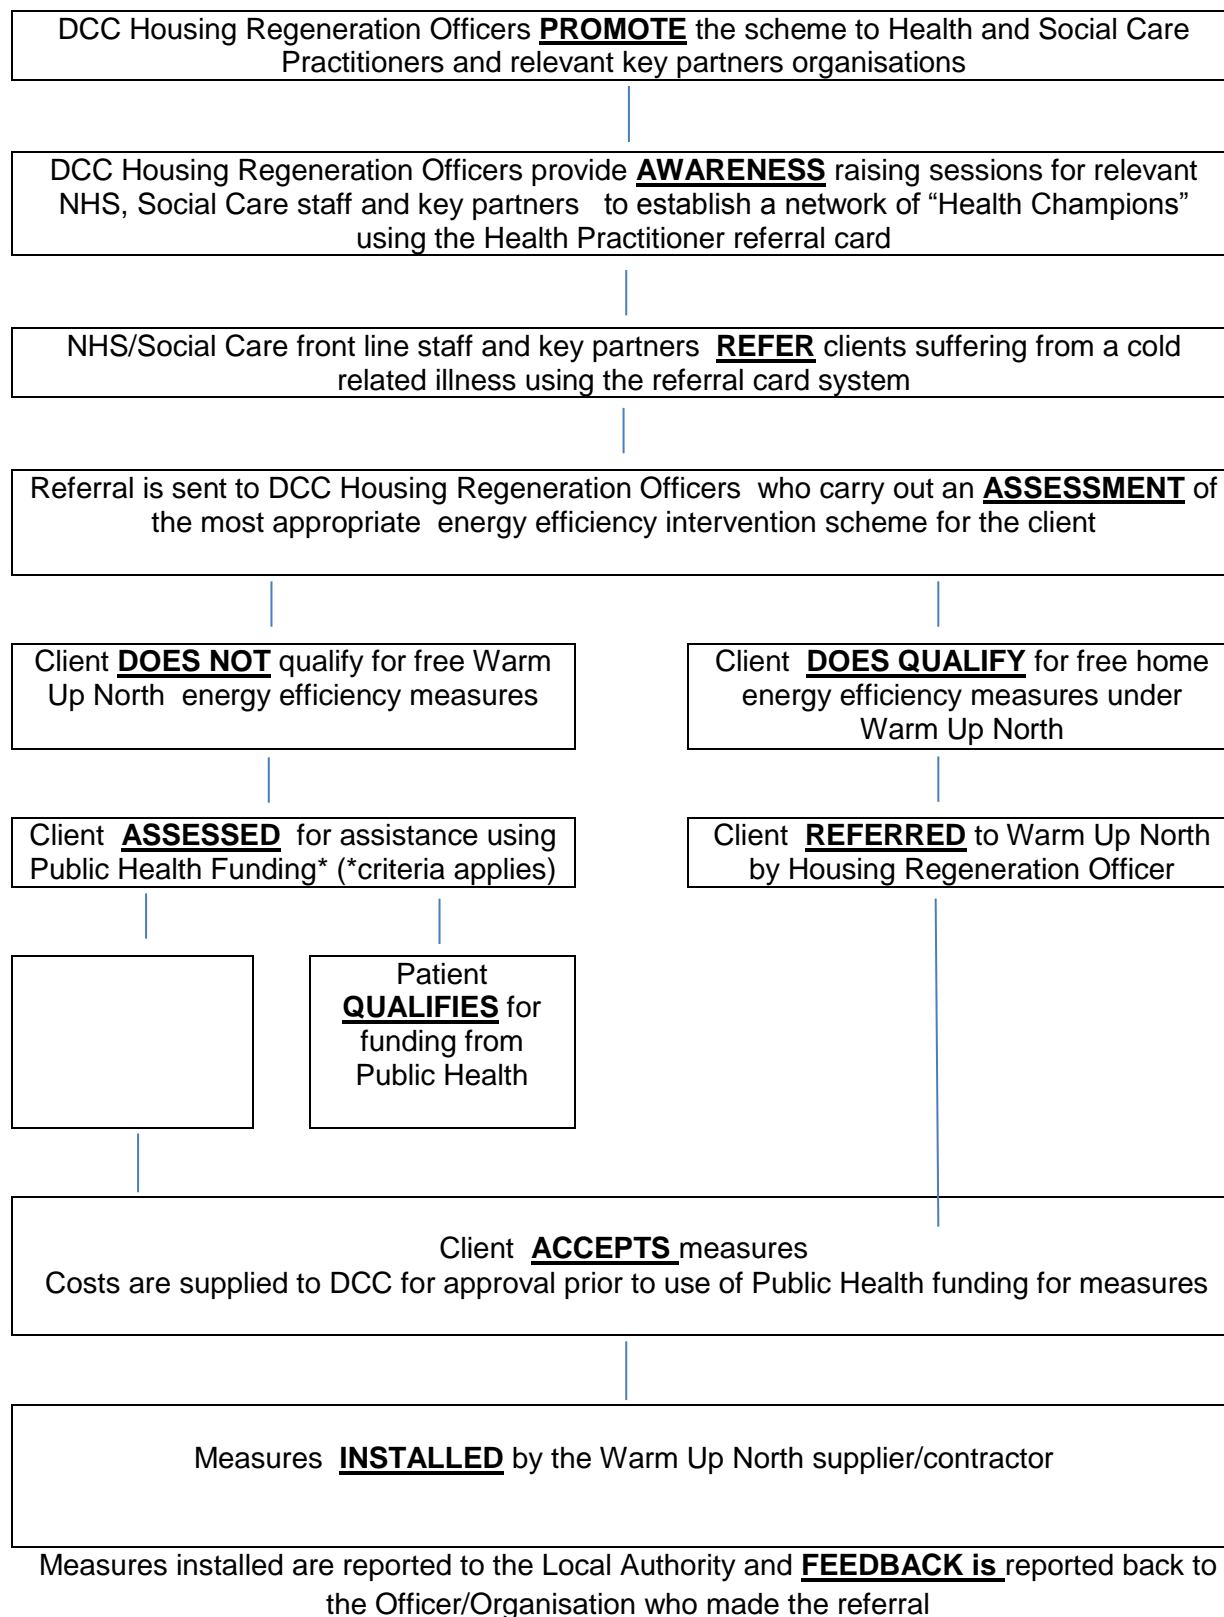 DCC Housing Regeneration Officers PROMOTE the scheme to Health and Social Care
Practitioners and relevant key partners organisations
DCC Housing Regeneration Officers provide AWARENESS raising sessions for relevant
NHS, Social Care staff and key partners to establish a network of “Health Champions”
using the Health Practitioner referral card
NHS/Social Care front line staff and key partners REFER clients suffering from a cold
related illness using the referral card system
Referral is sent to DCC Housing Regeneration Officers who carry out an ASSESSMENT of
the most appropriate energy efficiency intervention scheme for the client
Client DOES NOT qualify for free Warm
Up North energy efficiency measures
Client DOES QUALIFY for free home
energy efficiency measures under
Warm Up North
Client ASSESSED for assistance using
Public Health Funding* (*criteria applies)
Client REFERRED to Warm Up North
by Housing Regeneration Officer
Patient
QUALIFIES for
funding from
Public Health
Client ACCEPTS measures
Costs are supplied to DCC for approval prior to use of Public Health funding for measures
Measures INSTALLED by the Warm Up North supplier/contractor
Measures installed are reported to the Local Authority and FEEDBACK is reported back to
the Officer/Organisation who made the referral